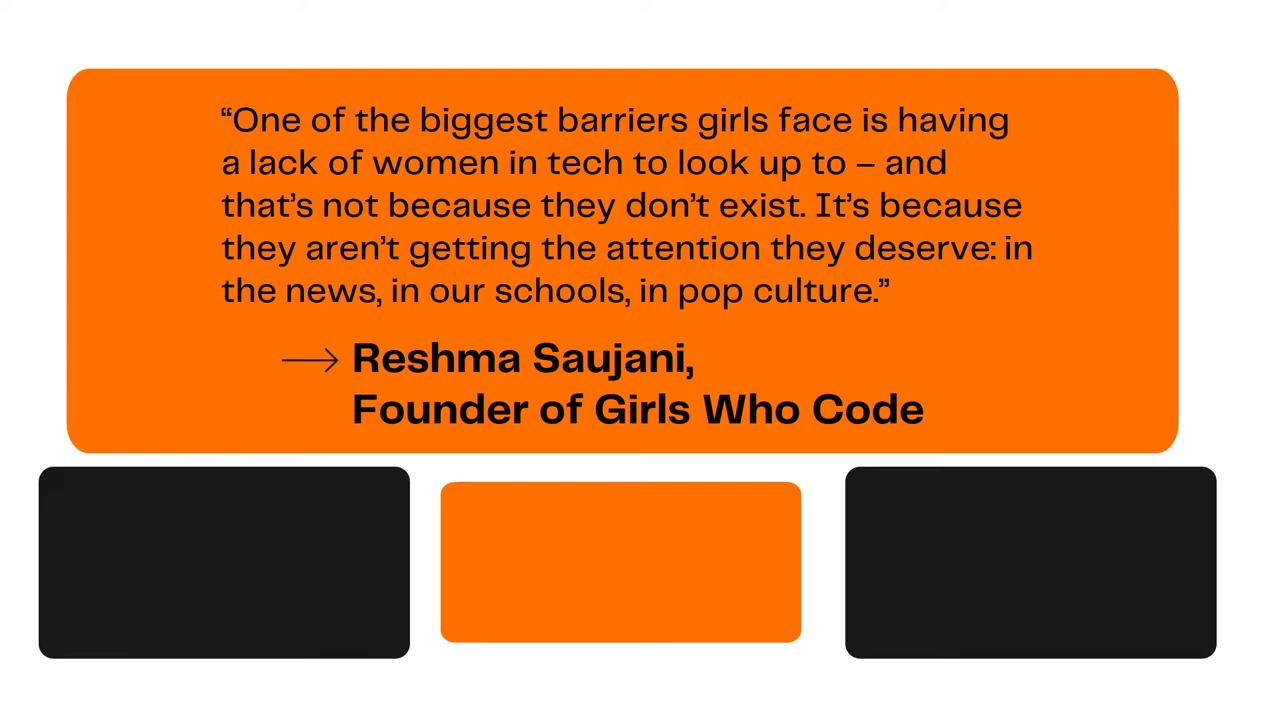 “One of the biggest barriers girls face is having
a lack of women in tech to look up to – and
that’s not because they don’t exist. It’s because
they aren’t getting the attention they deserve: in
the news, in our schools, in pop culture.”
Reshma Saujani,
Founder of Girls Who Code